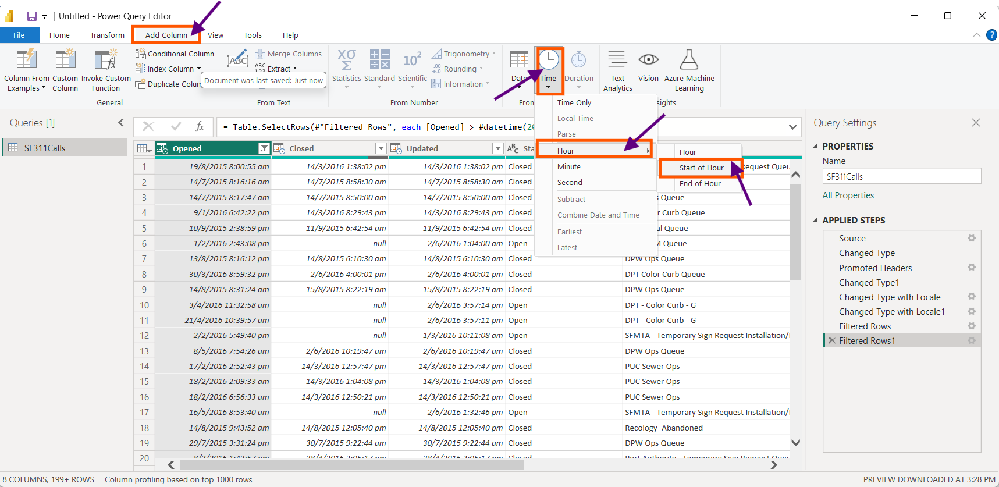 Untitled - Power Query Editor
File Home Transform Add Column View Tools Help
Conditional Column
Index Column
Duplicate Colum
Column From Examples
Custom Column
Invoke Custom Function
General
Merge Columns
ABC
ABC 123 Extract
Document was last saved: Just now
From Text
Statistics Standard Scientific
10²
Trigonometry
Rounding
Information
From Number
Date Time Duration
From
Text Analytics
Vision
Azure Machine Learning
sights
Time Only
Local Time
Parse
Hour
Minute
Second
Subtract
Combine Date and Time
Earliest
Latest
Hour
Start of Hour
End of Hour
Queries [1]
SF311Calls
fx
= Table.SelectRows(#"Filtered Rows", each [Opened] > #datetime(20
Opened Closed Updated Sta
1 19/8/2015 8:00:55 am 14/3/2016 1:38:02 pm 14/3/2016 1:38:02 pm Closed Request Queu
2 14/7/2015 8:16:16 am 14/7/2015 8:58:30 am 14/7/2015 8:58:30 am Closed
3 14/7/2015 8:17:47 am 14/7/2015 8:50:00 am 14/7/2015 8:50:00 am Closed s Queue
4 9/1/2016 6:42:22 pm 14/3/2016 8:29:43 pm 14/3/2016 8:29:43 pm Closed r Curb Queue
5 10/9/2015 2:38:59 pm 11/9/2015 6:42:54 am 11/9/2015 6:42:54 am Closed al Queue
6 1/2/2016 2:43:08 pm null 2/6/2016 1:04:00 am Open M Queue
7 13/8/2015 8:16:12 pm 14/8/2015 6:10:30 am 14/8/2015 6:10:30 am Closed DPW Ops Queue
8 30/3/2016 8:59:32 pm 2/6/2016 4:00:01 pm 2/6/2016 4:00:01 pm Closed DPT Color Curb Queue
9 14/8/2015 8:31:24 am 15/8/2015 8:22:19 am 15/8/2015 8:22:19 am Closed DPW Ops Queue
10 3/4/2016 11:32:58 am null 2/6/2016 3:57:14 pm Open DPT - Color Curb - G
11 21/4/2016 10:39:57 am null 2/6/2016 3:57:11 pm Open DPT - Color Curb - G
12 2/2/2016 5:49:40 pm null 1/3/2016 10:11:08 am Open SFMTA - Temporary Sign Request Installation/
13 8/5/2016 7:54:26 am 2/6/2016 10:19:47 am 2/6/2016 10:19:47 am Closed DPW Ops Queue
14 17/2/2016 2:52:43 pm 14/3/2016 12:57:47 pm 14/3/2016 12:57:47 pm Closed PUC Sewer Ops
15 18/2/2016 2:09:33 am 14/3/2016 1:04:08 pm 14/3/2016 1:04:08 pm Closed PUC Sewer Ops
16 18/2/2016 6:56:33 am 14/3/2016 12:50:21 pm 14/3/2016 12:50:21 pm Closed PUC Sewer Ops
17 16/5/2016 8:53:40 am null 2/6/2016 1:32:46 pm Open SFMTA - Temporary Sign Request Installation/
18 14/8/2015 9:43:52 am 14/8/2015 12:05:40 pm 14/8/2015 12:05:40 pm Closed Recology_Abandoned
19 29/7/2015 3:31:24 pm 30/7/2015 9:22:44 am 30/7/2015 9:22:44 am Closed DPW Ops Queue
20 8/3/2016 1:43:57 pm 28/4/2016 2:05:17 pm 28/4/2016 2:05:17 pm Closed Port Authority - Temporary Sign Request Queu
Query Settings
PROPERTIES
Name
SF311Calls
All Properties
APPLIED STEPS
Source
Changed Type
Promoted Headers
Changed Type1
Changed Type with Locale
Changed Type with Locale1
Filtered Rows
Filtered Rows1
8 COLUMNS, 199+ ROWS Column profiling based on top 1000 rows
PREVIEW DOWNLOADED AT 3:28 PM